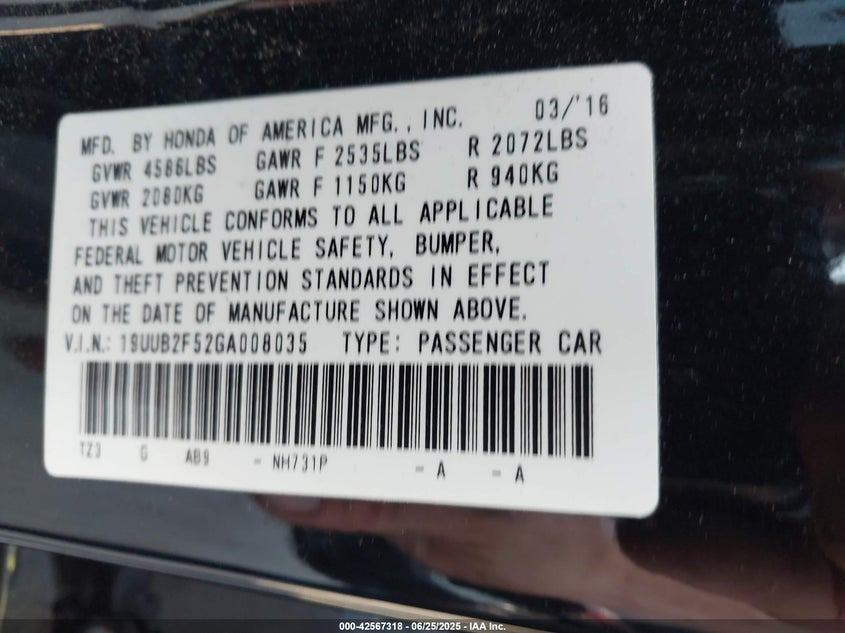 MFD. BY HONDA OF AMERICA MFG., INC. 03/'16
GVWR 4586LBS GAWR F 2535LBS R 2072LBS
GVWR 2080KG GAWR F 1150KG R 940KG
THIS VEHICLE CONFORMS TO ALL APPLICABLE
FEDERAL MOTOR VEHICLE SAFETY, BUMPER,
AND THEFT PREVENTION STANDARDS IN EFFECT
ON THE DATE OF MANUFACTURE SHOWN ABOVE.
V.I.N.: 19UUB2F52GA008035 TYPE: PASSENGER CAR
TZ3 G AB9 - NH731P - A - A
000-42567318 | 06/25/2025 - IAA Inc.